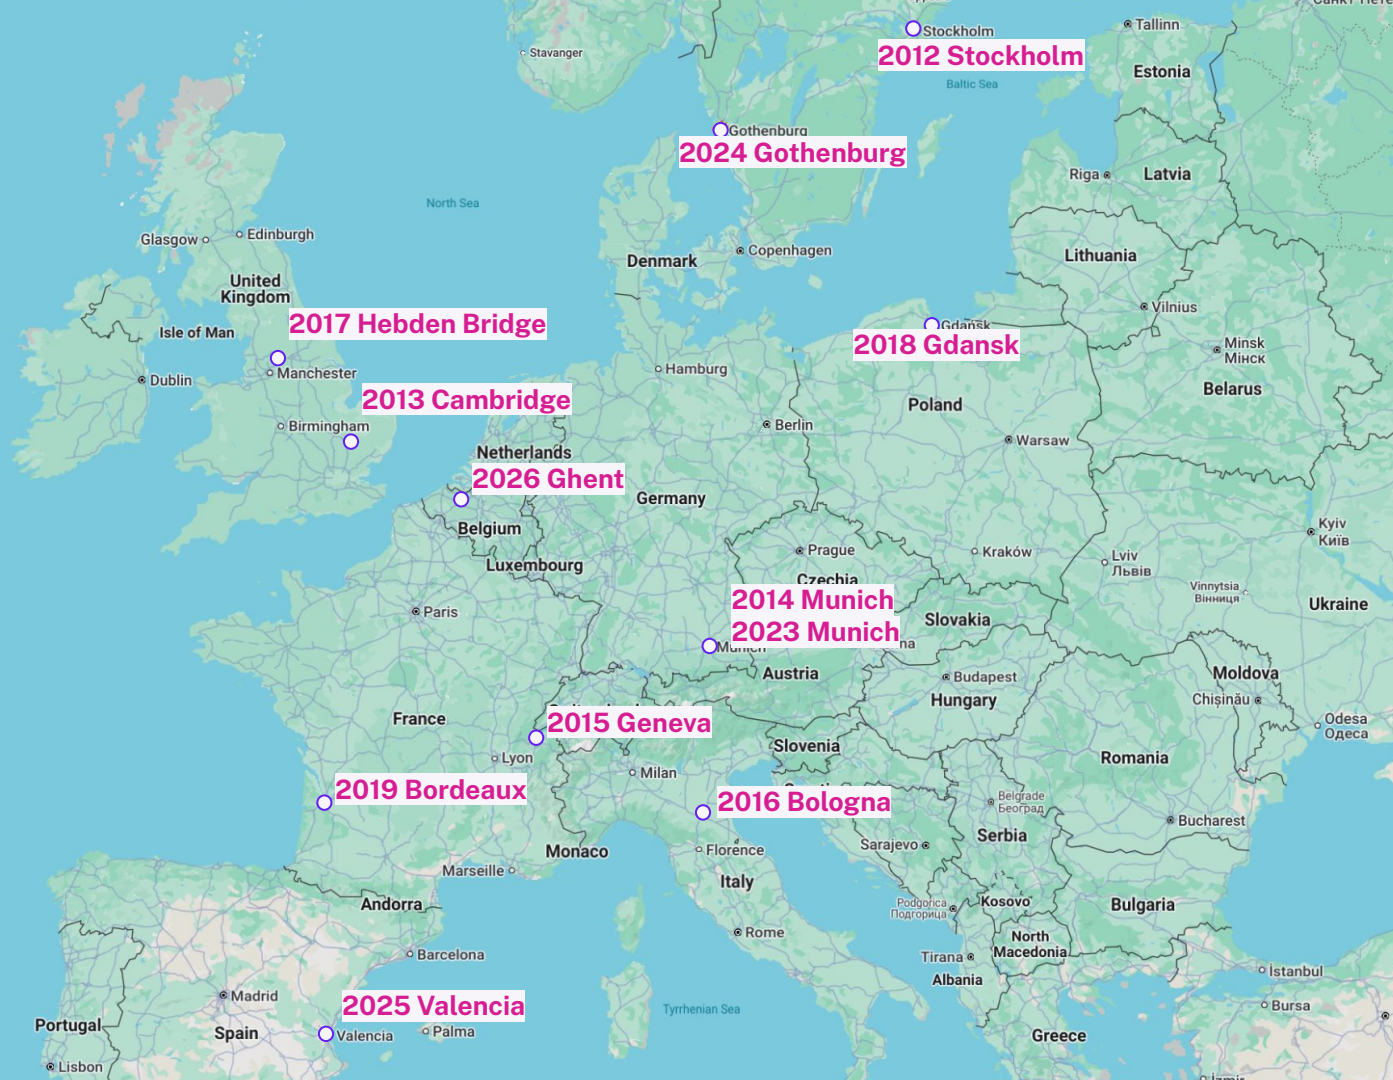 Stavanger
Stockholm
2012 Stockholm
Tallinn
Estonia
Baltic Sea
Gothenburg
2024 Gothenburg
Riga
Latvia
North Sea
Glasgow
Edinburgh
United
Kingdom
Denmark
Copenhagen
Lithuania
Vilnius
2017 Hebden Bridge
Isle of Man
Gdańsk
2018 Gdansk
Minsk
Мінск
Belarus
Dublin
Manchester
Hamburg
2013 Cambridge
Birmingham
Berlin
Poland
Warsaw
Netherlands
2026 Ghent
Germany
Belgium
Luxembourg
Kyiv
Київ
Prague
Kraków
Lviv
Львів
Czechia
Vinnytsia
Вінниця
Ukraine
Paris
2014 Munich
2023 Munich
Munich
Slovakia
na
Austria
Budapest
Hungary
Moldova
Chișinău
France
2015 Geneva
Odesa
Одеса
Lyon
Slovenia
Milan
Romania
2019 Bordeaux
2016 Bologna
Belgrade
Београд
Bucharest
Serbia
Monaco
Florence
Sarajevo
Marseille
Italy
Andorra
Podgorica
Подгорица
Kosovo
Bulgaria
Rome
Barcelona
North
Macedonia
Tirana
Albania
İstanbul
Madrid
2025 Valencia
Valencia
Palma
Tyrrhenian Sea
Bursa
Portugal
Spain
Greece
Lisbon